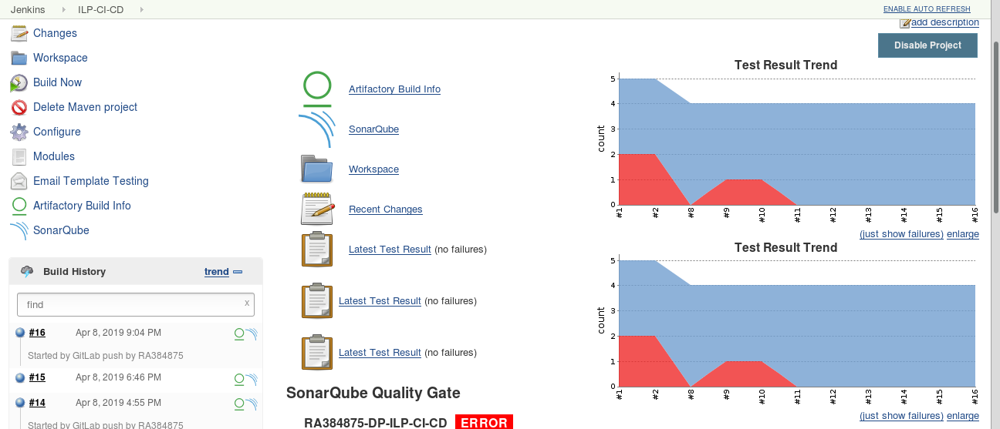 Jenkins ILP-CI-CD ENABLE AUTO REFRESH
Changes
Workspace
Build Now
Delete Maven project
Configure
Modules
Email Template Testing
Artifactory Build Info
SonarQube
Build History trend
find x
#16 Apr 8, 2019 9:04 PM
Started by GitLab push by RA384875
#15 Apr 8, 2019 6:46 PM
#14 Apr 8, 2019 4:55 PM
Started by GitLab push by RA384875
Artifactory Build Info
SonarQube
Workspace
Recent Changes
Latest Test Result (no failures)
Latest Test Result (no failures)
Latest Test Result (no failures)
SonarQube Quality Gate
RA384875-DP-ILP-CI-CD ERROR
add description
Disable Project
Test Result Trend
count
5
4
3
2
1
0
#1 #2 #8 #9 #10 #11 #12 #13 #14 #15 #16
(just show failures) enlarge
Test Result Trend
count
5
4
3
2
1
0
#1 #2 #8 #9 #10 #11 #12 #13 #14 #15 #16
(just show failures) enlarge